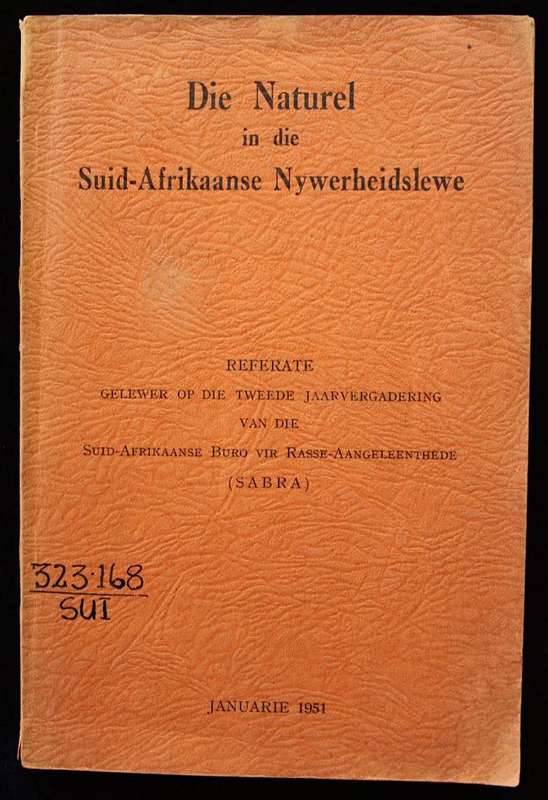 Die Naturel
in die
Suid-Afrikaanse Nywerheidslewe
REFERATE
GELEWER OP DIE TWEEDE JAARVERGADERING
VAN DIE
SUID-AFRIKAANSE BURO VIR RASSE-AANGELEENTHEDE
(SABRA)
323.168
SUI
JANUARIE 1951